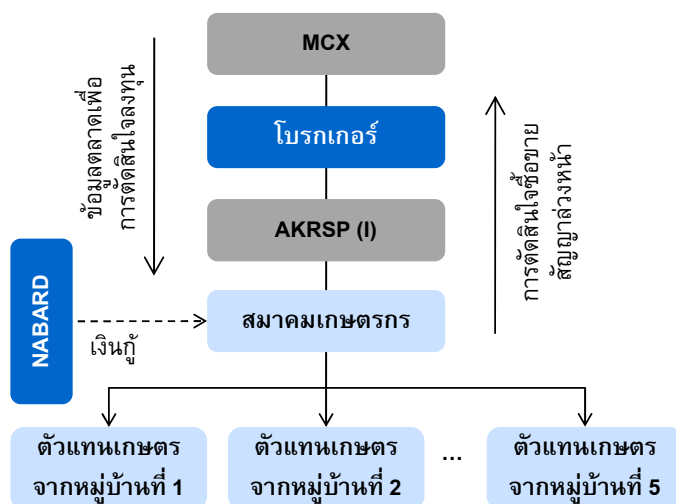 MCX
โบรกเกอร์
AKRSP (I)
ข้อมูลตลาดเพื่อ
การตัดสินใจลงทุน
การตัดสินใจซื้อขาย
สัญญาล่วงหน้า
NABARD
เงินกู้
สมาคมเกษตรกร
ตัวแทนเกษตร
จากหมู่บ้านที่ 1
ตัวแทนเกษตร
จากหมู่บ้านที่ 2
...
ตัวแทนเกษตร
จากหมู่บ้านที่ 5